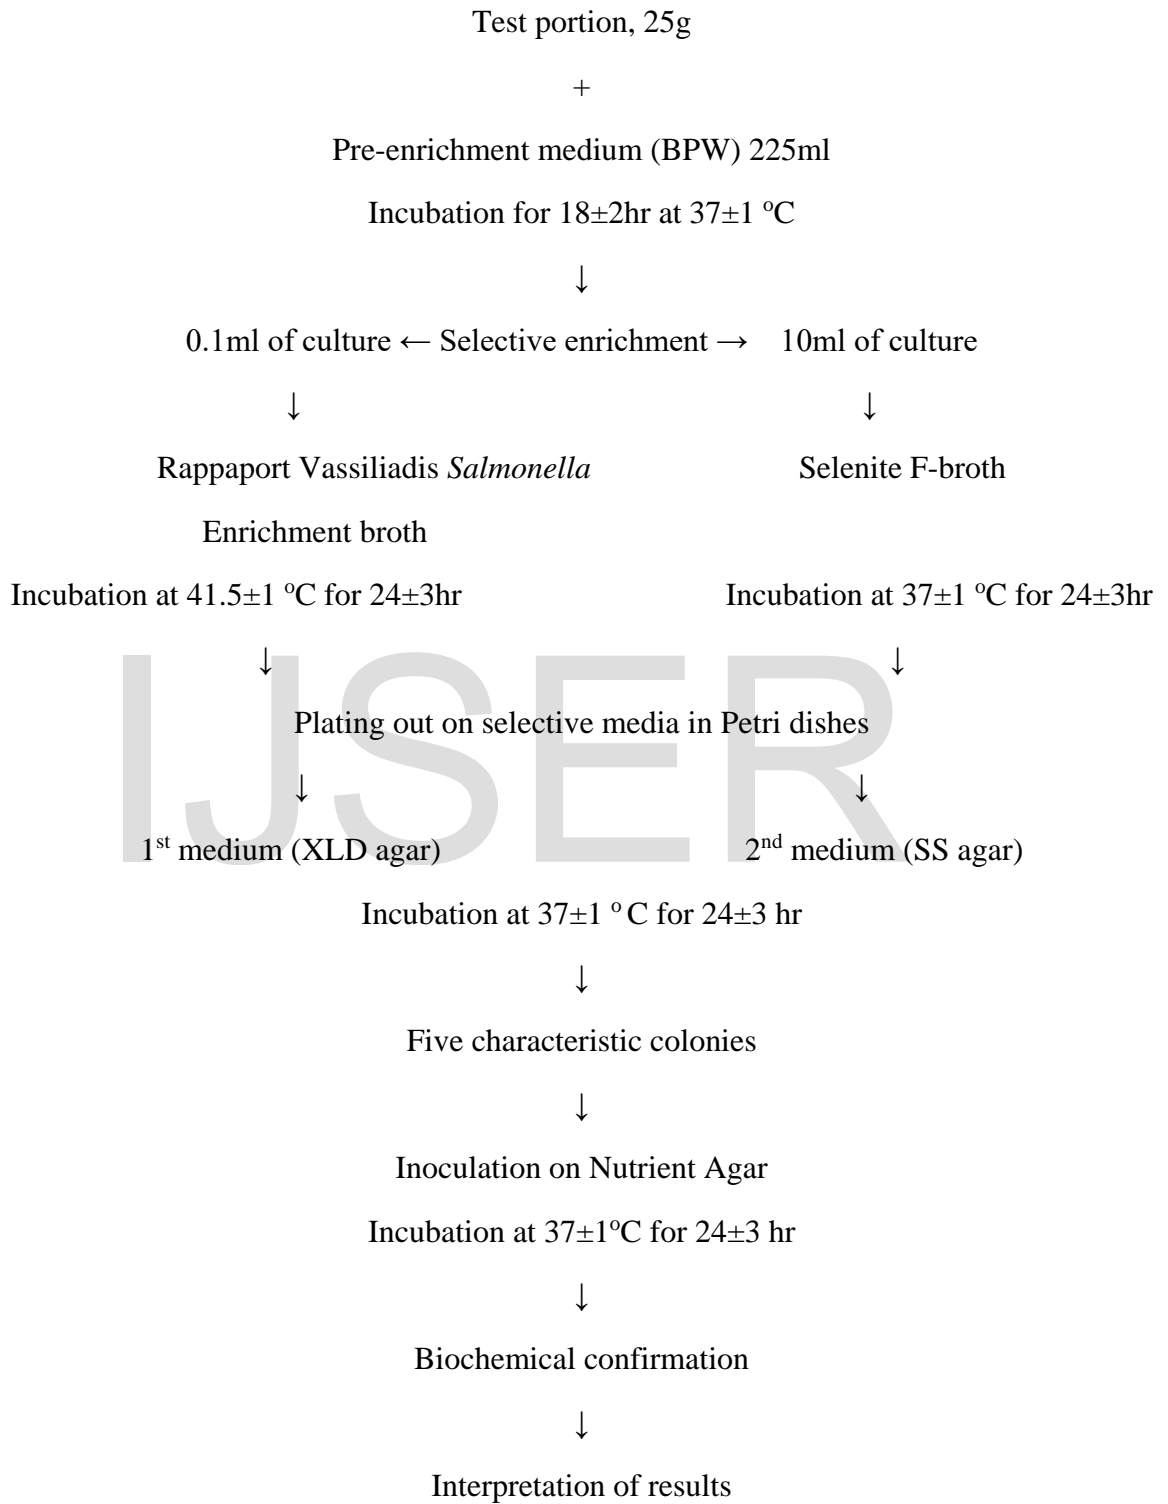 Test portion, 25g
+
Pre-enrichment medium (BPW) 225ml
Incubation for 18±2hr at 37±1 ºC
↓
0.1ml of culture ← Selective enrichment → 10ml of culture
↓ ↓
Rappaport Vassiliadis Salmonella Selenite F-broth
Enrichment broth
Incubation at 41.5±1 ºC for 24±3hr Incubation at 37±1 ºC for 24±3hr
↓ ↓
IJSER
Plating out on selective media in Petri dishes
↓ ↓
1st medium (XLD agar) 2nd medium (SS agar)
Incubation at 37±1 º C for 24±3 hr
↓
Five characteristic colonies
↓
Inoculation on Nutrient Agar
Incubation at 37±1ºC for 24±3 hr
↓
Biochemical confirmation
↓
Interpretation of results